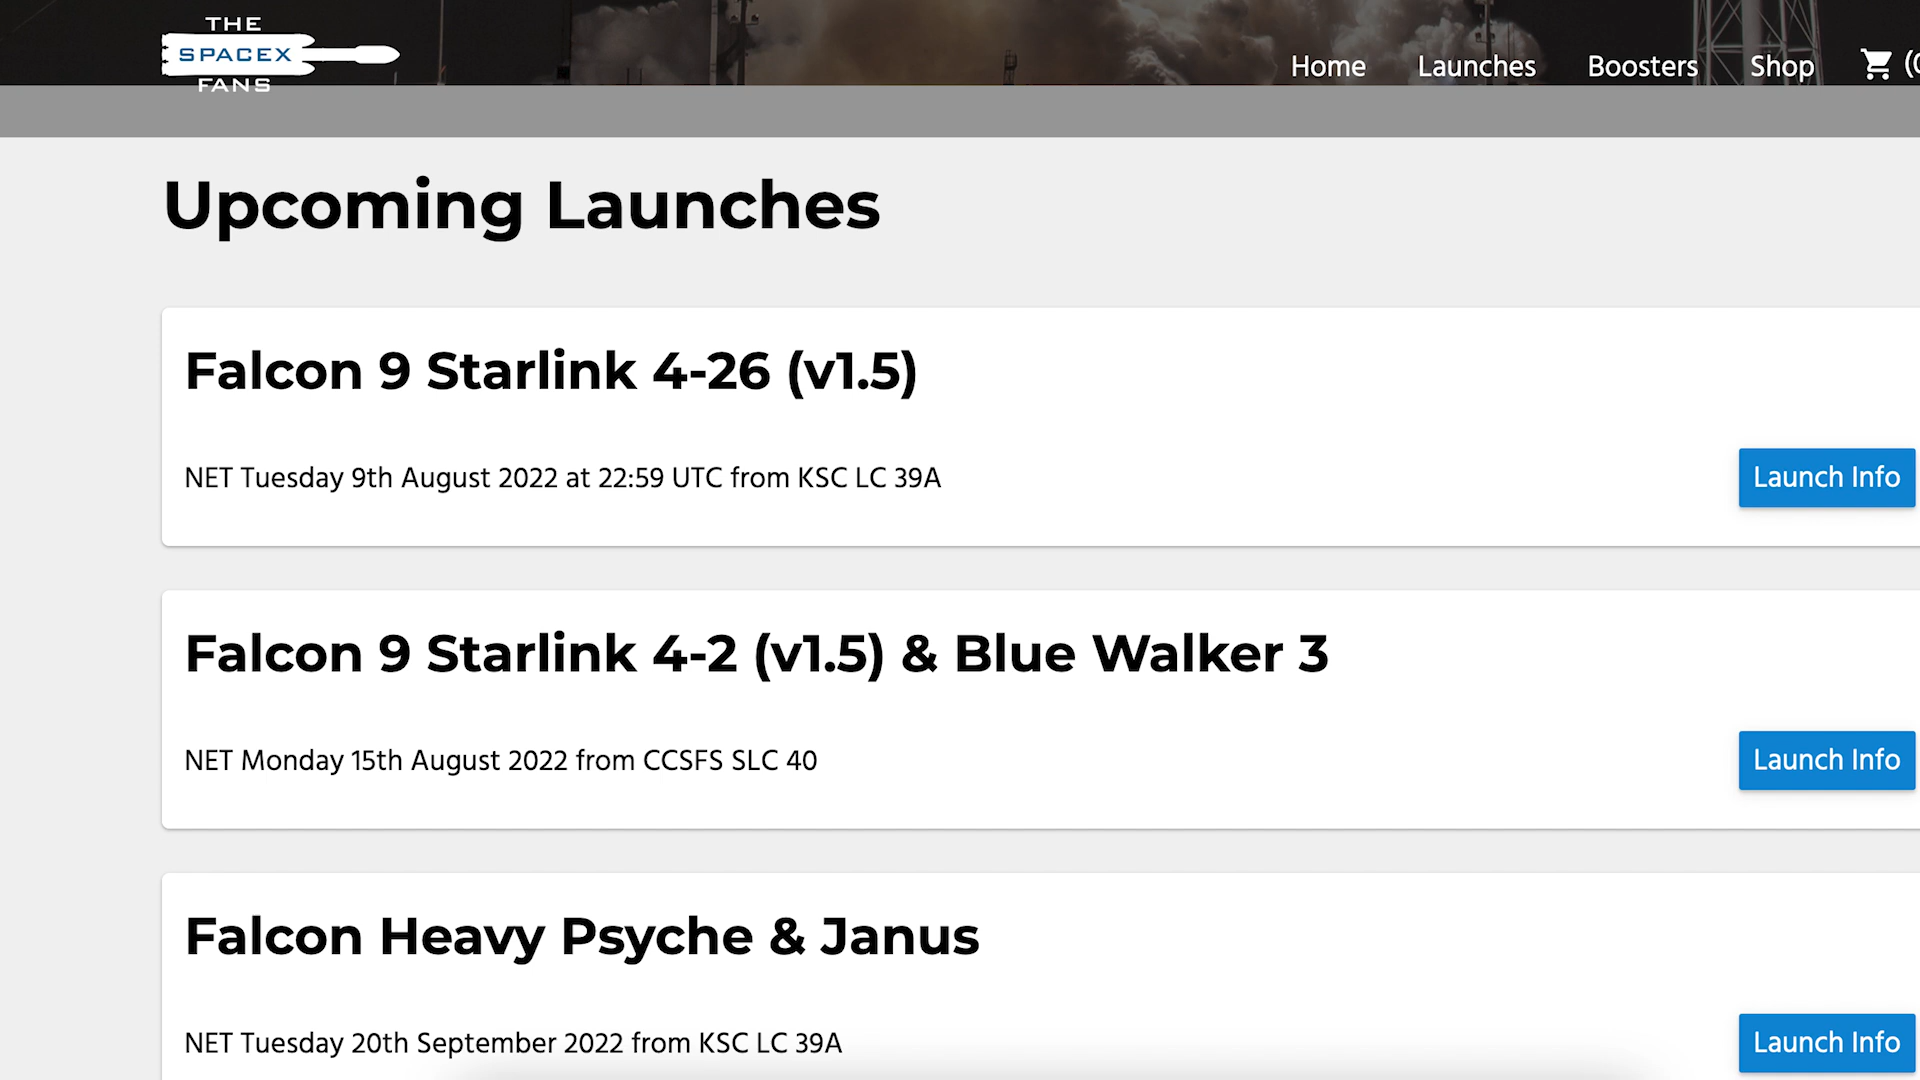 THE
SPACEX
FANS
Home Launches Boosters Shop
Upcoming Launches
Falcon 9 Starlink 4-26 (v1.5)
NET Tuesday 9th August 2022 at 22:59 UTC from KSC LC 39A
Launch Info
Falcon 9 Starlink 4-2 (v1.5) & Blue Walker 3
NET Monday 15th August 2022 from CCSFS SLC 40
Launch Info
Falcon Heavy Psyche & Janus
NET Tuesday 20th September 2022 from KSC LC 39A
Launch Info